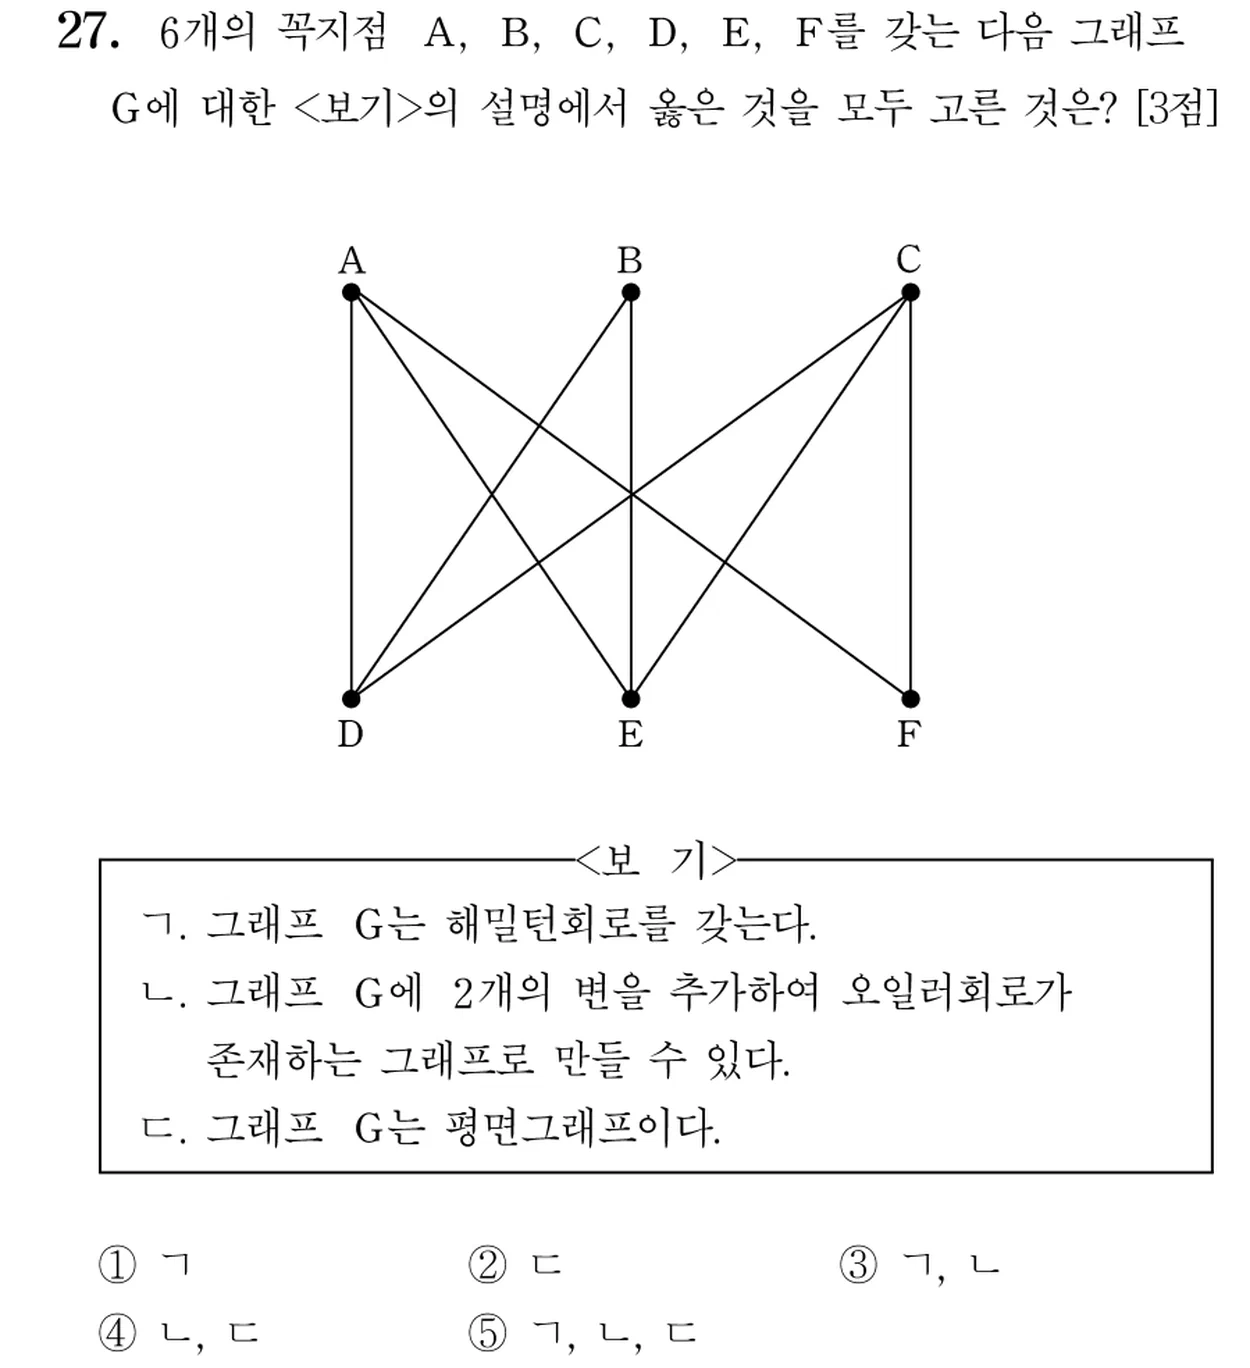 27. 6개의 꼭지점 A, B, C, D, E, F를 갖는 다음 그래프
G에 대한 <보기>의 설명에서 옳은 것을 모두 고른 것은? [3점]
A B C
D E F
<보 기>
ㄱ. 그래프 G는 해밀턴회로를 갖는다.
ㄴ. 그래프 G에 2개의 변을 추가하여 오일러회로가
존재하는 그래프로 만들 수 있다.
ㄷ. 그래프 G는 평면그래프이다.
① ㄱ ② ㄷ ③ ㄱ, ㄴ
④ ㄴ, ㄷ ⑤ ㄱ, ㄴ, ㄷ